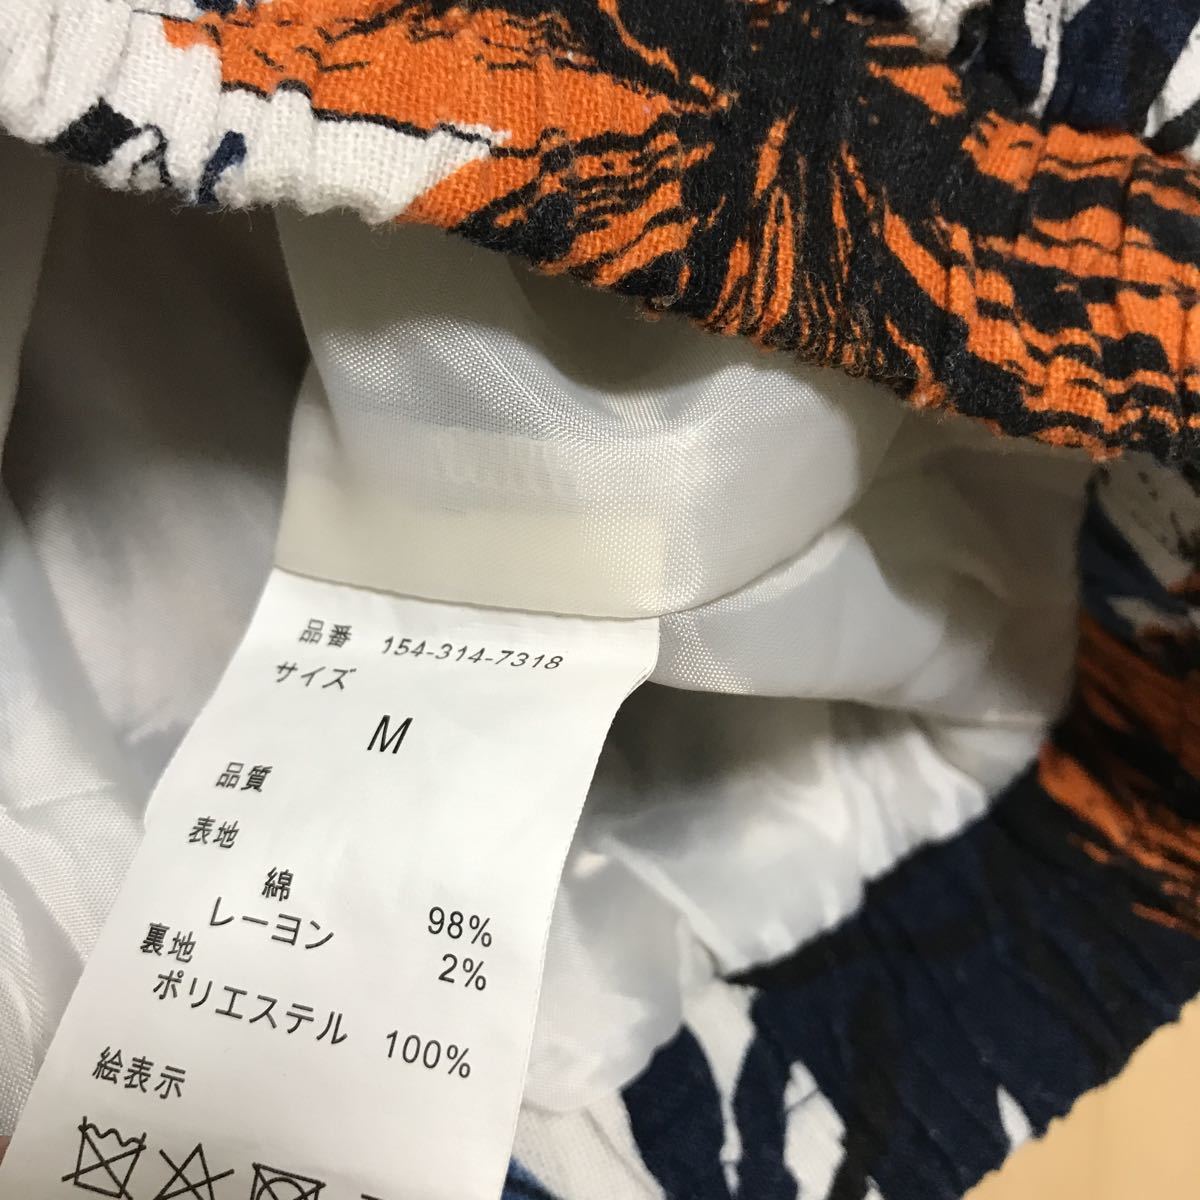 品番 154-314-7318
サイズ
M
品質
表地
綿 98%
レーヨン 2%
裏地
ポリエステル 100%
絵表示